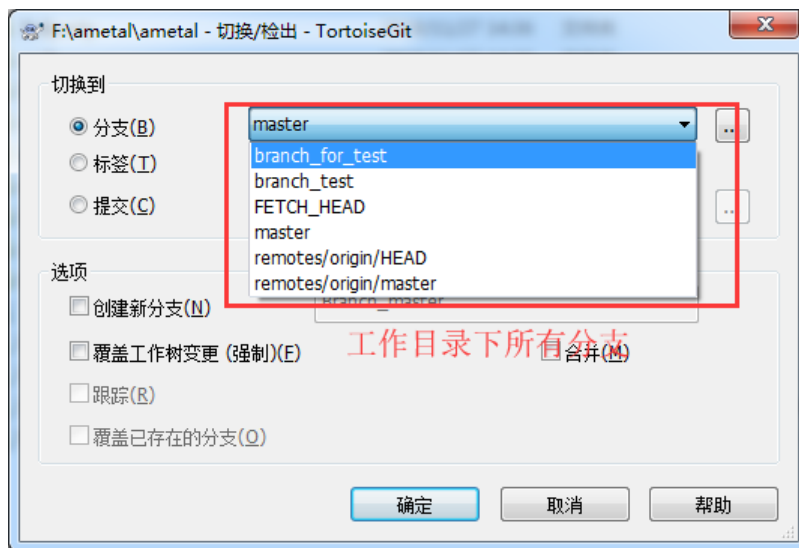 F:\ametal\ametal - 切换/检出 - TortoiseGit
切换到
分支(B)
master
..
branch_for_test
标签(T)
branch_test
提交(C)
FETCH_HEAD
..
master
remotes/origin/HEAD
remotes/origin/master
选项
创建新分支(N)
Branch_master
工作目录下所有分支
覆盖工作树变更 (强制)(F)
合并(M)
跟踪(R)
覆盖已存在的分支(O)
确定
取消
帮助